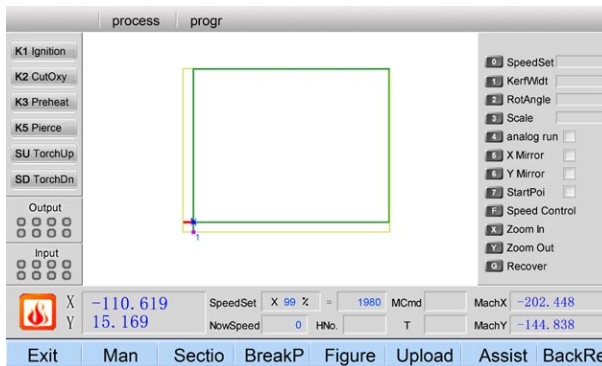 process progr
K1 Ignition
K2 CutOxy
K3 Preheat
K5 Pierce
SU TorchUp
SD TorchDn
Output
Input
1
0 SpeedSet
1 KerfWidt
2 RotAngle
3 Scale
4 analog run
5 X Mirror
6 Y Mirror
7 StartPoi
F Speed Control
X Zoom In
Y Zoom Out
G Recover
X -110.619 SpeedSet X 99 % = 1980 MCmd MachX -202.448
Y 15.169 NowSpeed 0 HNo. T MachY -144.838
Exit Man Sectio BreakP Figure Upload Assist BackRe